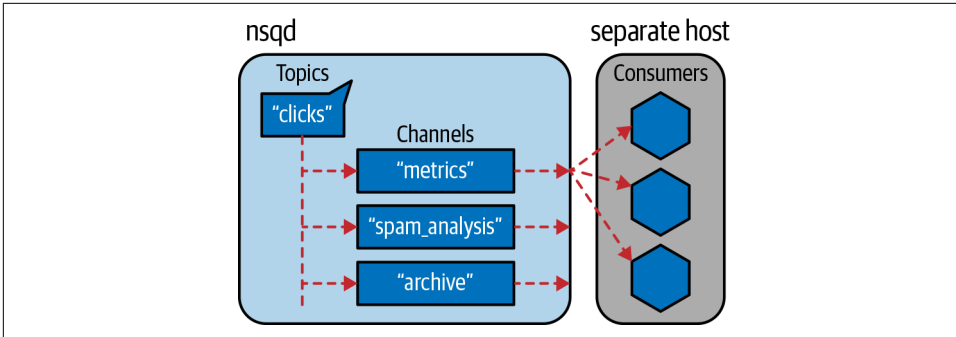 nsqd
separate host
Topics
Consumers
“clicks”
Channels
“metrics”
“spam_analysis”
“archive”